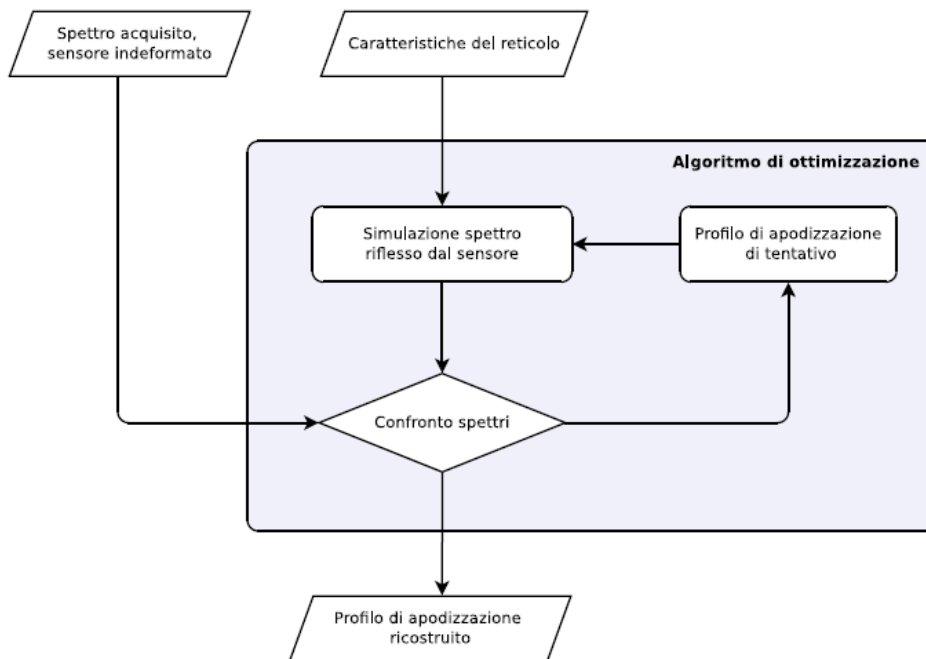 Spettro acquisito,
sensore indeformato
Caratteristiche del reticolo
Algoritmo di ottimizzazione
Simulazione spettro
riflesso dal sensore
Profilo di apodizzazione
di tentativo
Confronto spettri
Profilo di apodizzazione
ricostruito